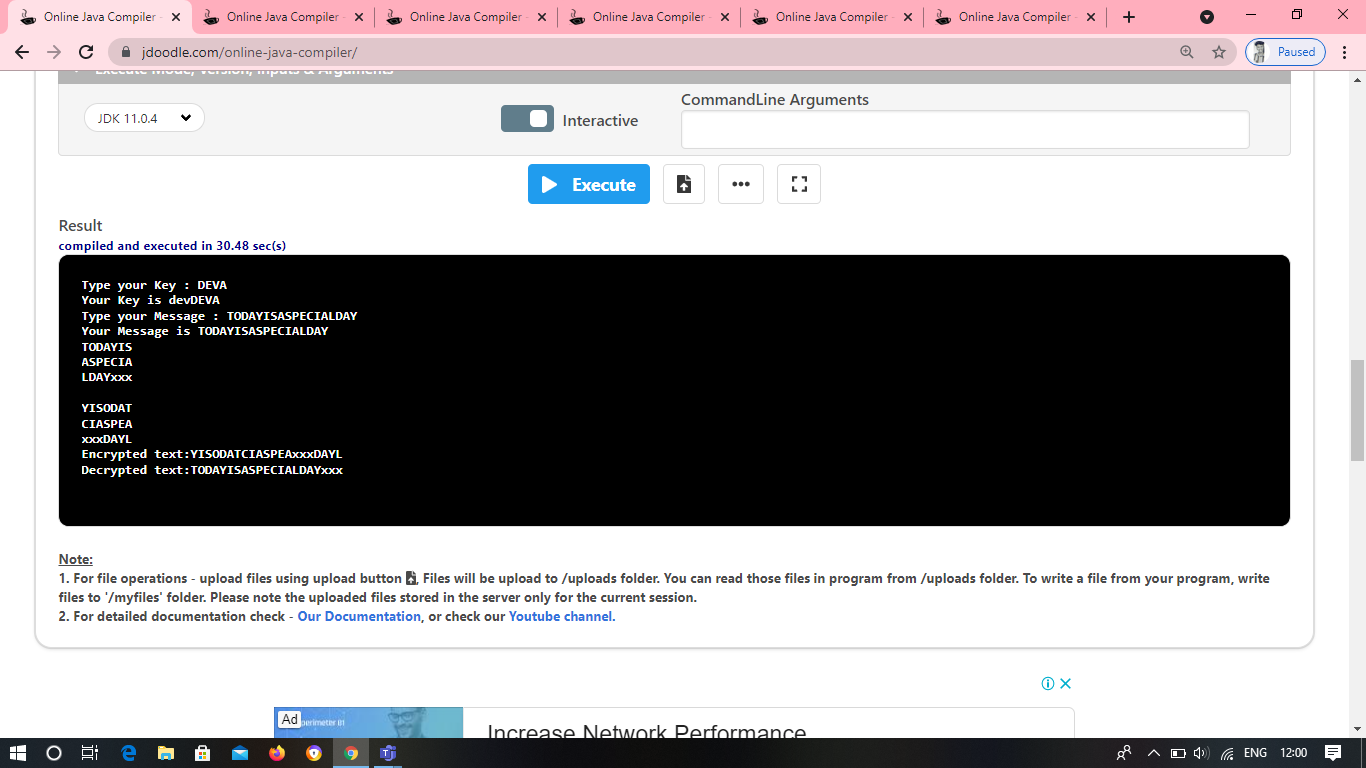 Online Java Compiler
Online Java Compiler
Online Java Compiler
Online Java Compiler
Online Java Compiler
Online Java Compiler
jdoodle.com/online-java-compiler/
Paused
Execute Mode, Version, Inputs & Arguments
CommandLine Arguments
JDK 11.0.4
Interactive
Execute
Result
compiled and executed in 30.48 sec(s)
Type your Key : DEVA
Your Key is devDEVA
Type your Message : TODAYISASPECIALDAY
Your Message is TODAYISASPECIALDAY
TODAYIS
ASPECIA
LDAYxxx
YISODAT
CIASPEA
xxxDAYL
Encrypted text:YISODATCIASPEAxxxDAYL
Decrypted text:TODAYISASPECIALDAYxxx
Note:
1. For file operations - upload files using upload button , Files will be upload to /uploads folder. You can read those files in program from /uploads folder. To write a file from your program, write
files to '/myfiles' folder. Please note the uploaded files stored in the server only for the current session.
2. For detailed documentation check - Our Documentation, or check our Youtube channel.
Ad
perimeter in
Increase Network Performance
ENG
12:00